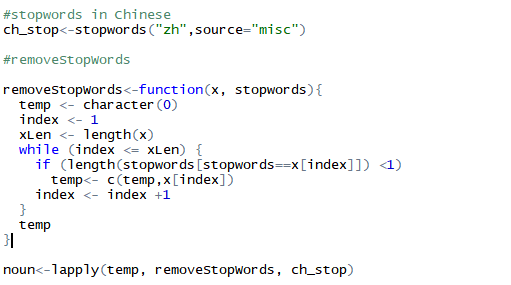 #stopwords in Chinese
ch_stop<-stopwords("zh",source="misc")
#removeStopWords
removeStopWords<-function(x, stopwords){
temp <- character(0)
index <- 1
xLen <- length(x)
while (index <= xLen) {
if (length(stopwords[stopwords==x[index]]) <1)
temp<- c(temp,x[index])
index <- index +1
}
temp
}
noun<-lapply(temp, removeStopWords, ch_stop)